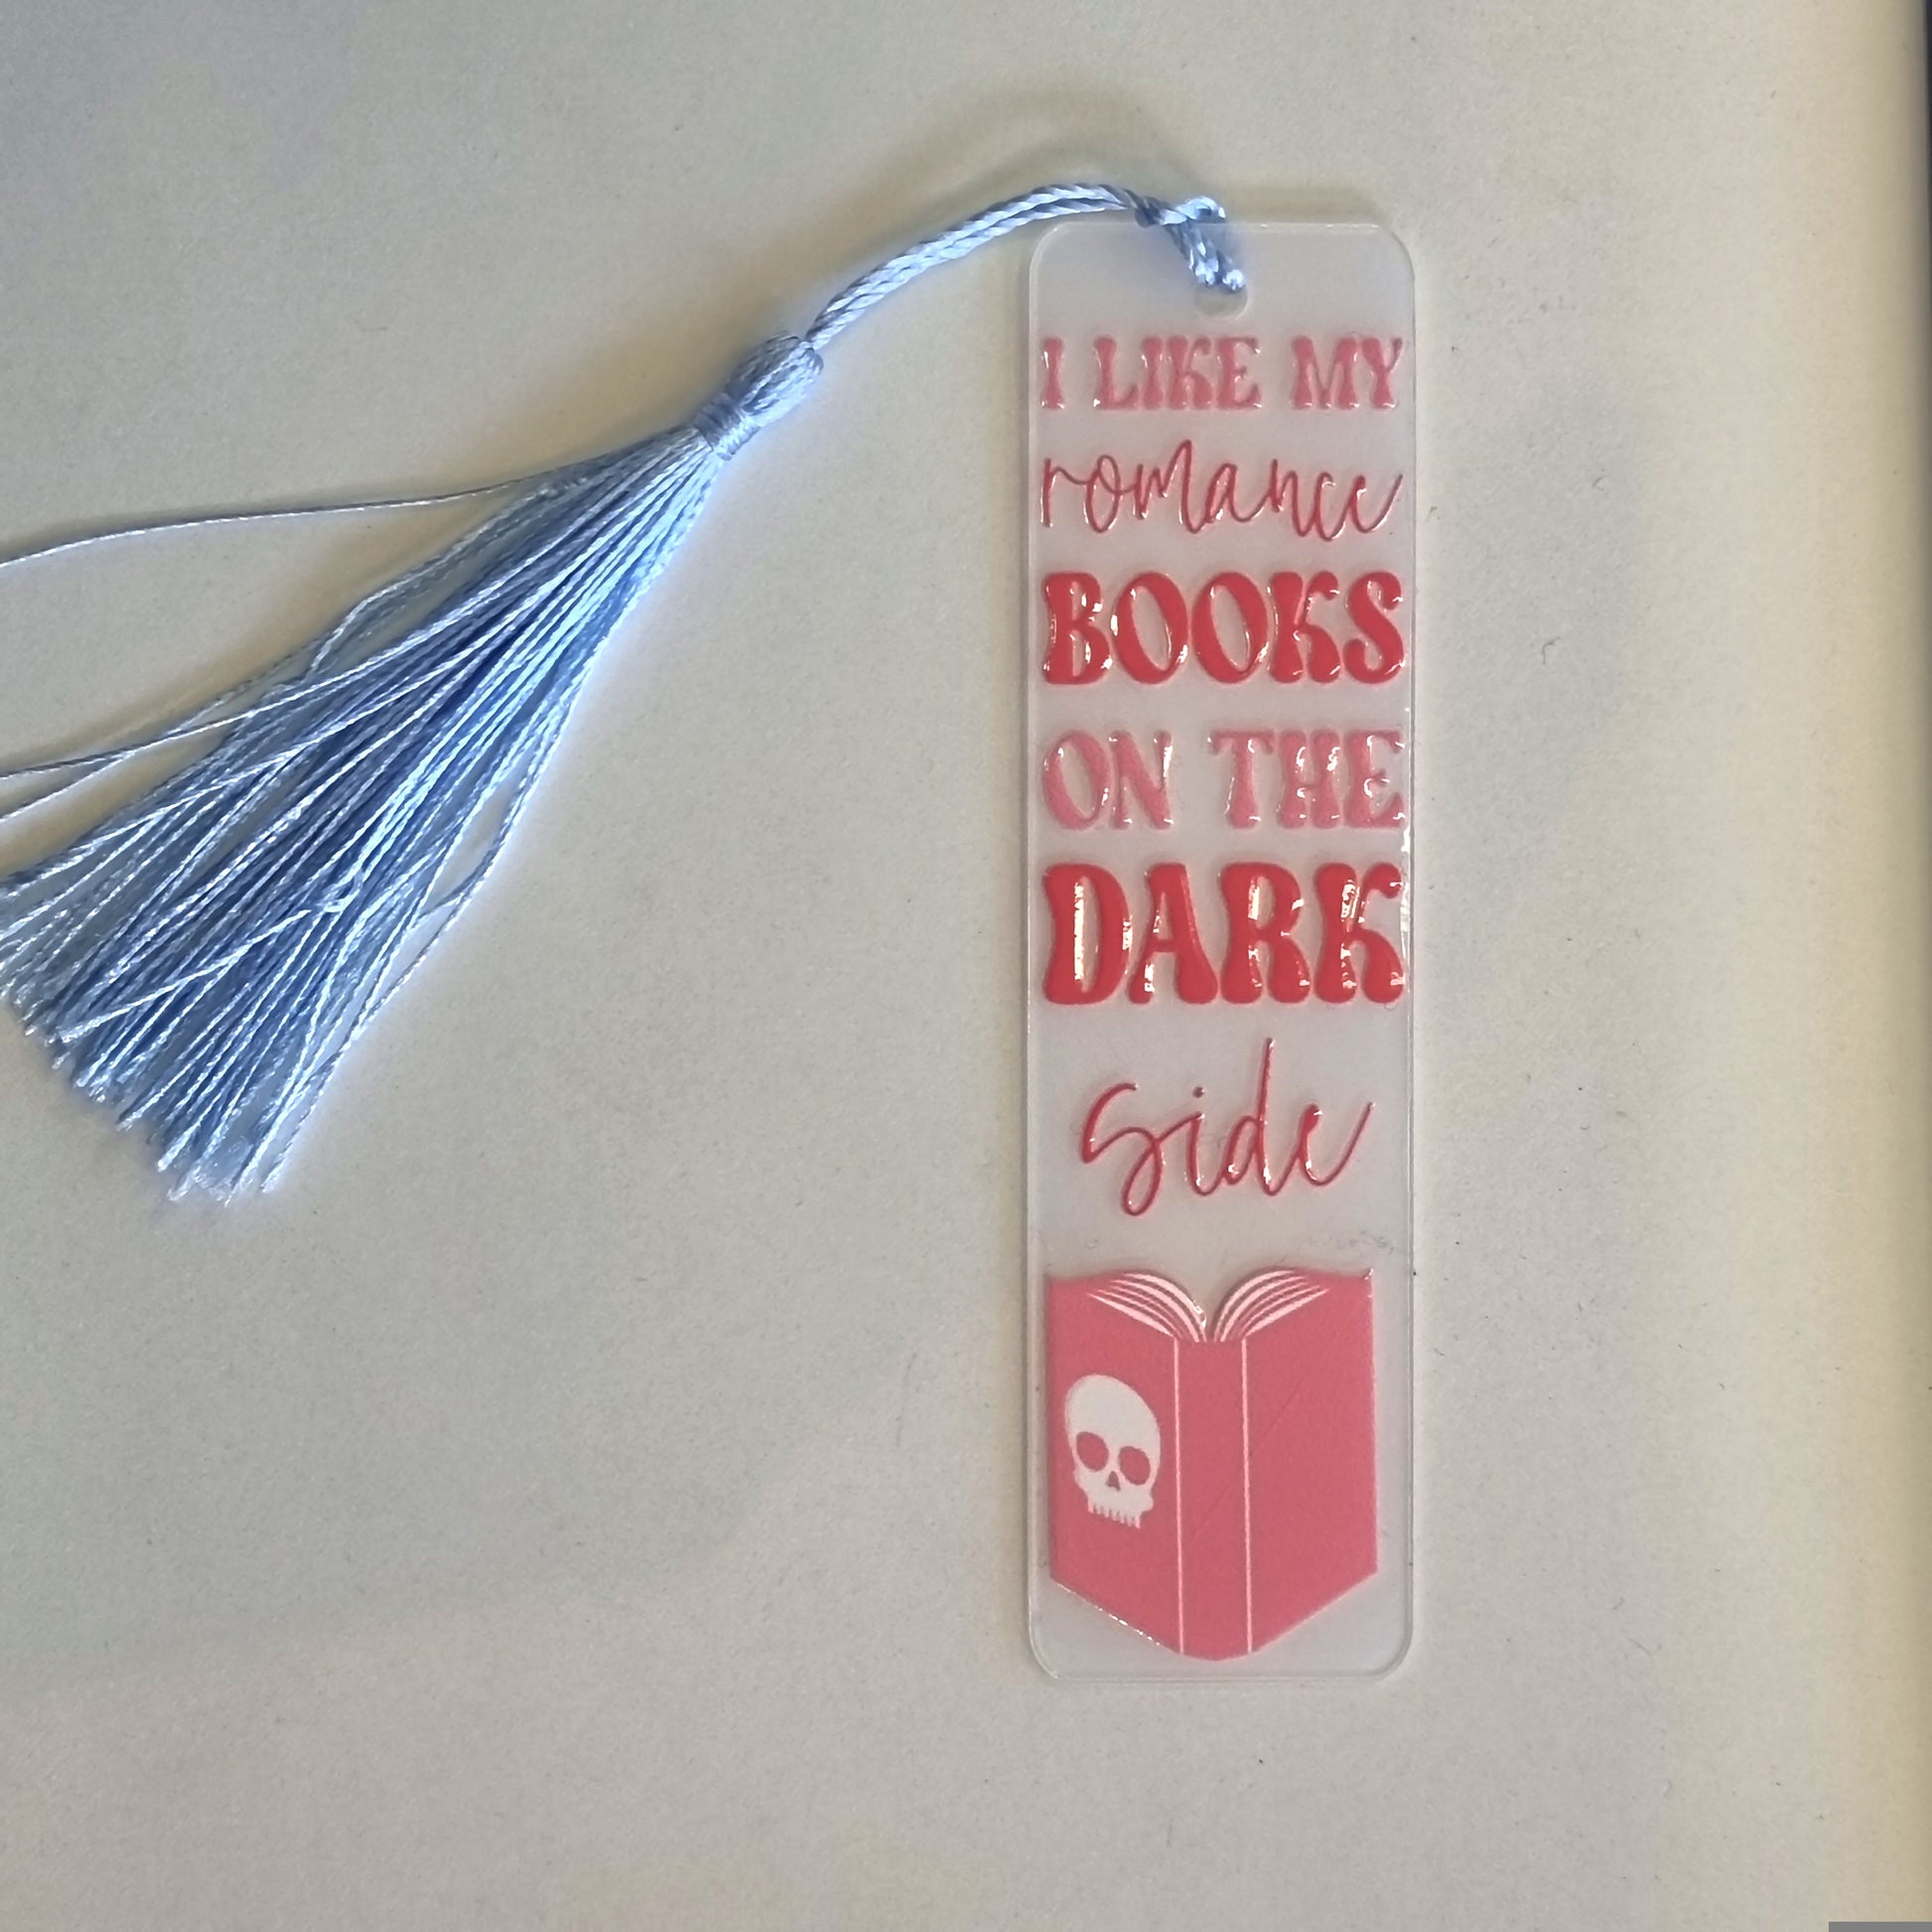 I LIKE MY
romance
BOOKS
ON THE
DARK
side